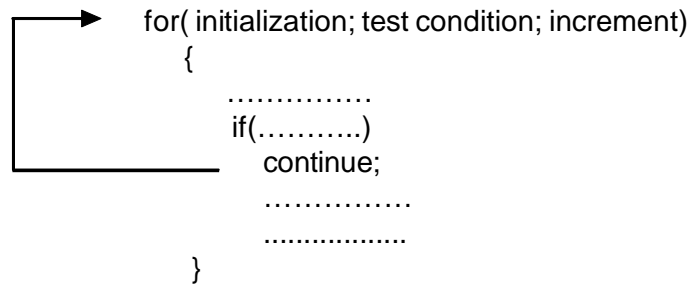 for( initialization; test condition; increment)
{
……………
if(………..)
continue;
……………
..................
}